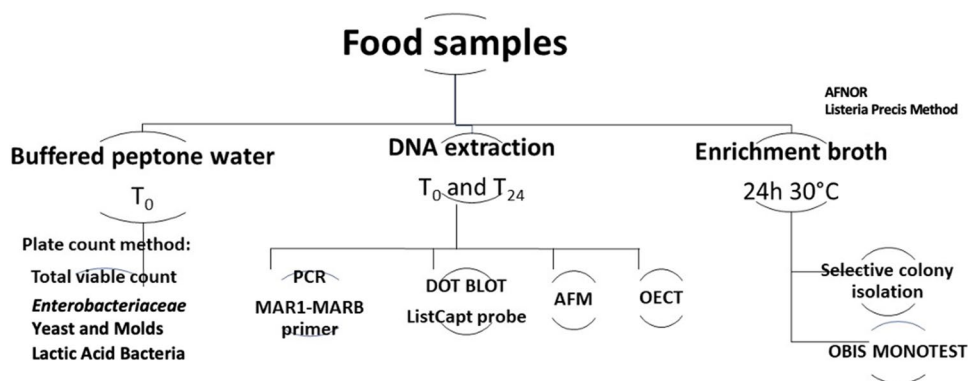 Food samples
AFNOR
Listeria Precis Method
Buffered peptone water
T₀
Plate count method:
Total viable count
Enterobacteriaceae
Yeast and Molds
Lactic Acid Bacteria
DNA extraction
T₀ and T₂₄
PCR
MAR1-MARB
primer
DOT BLOT
ListCapt probe
AFM
OECT
Enrichment broth
24h 30°C
Selective colony
isolation
OBIS MONOTEST